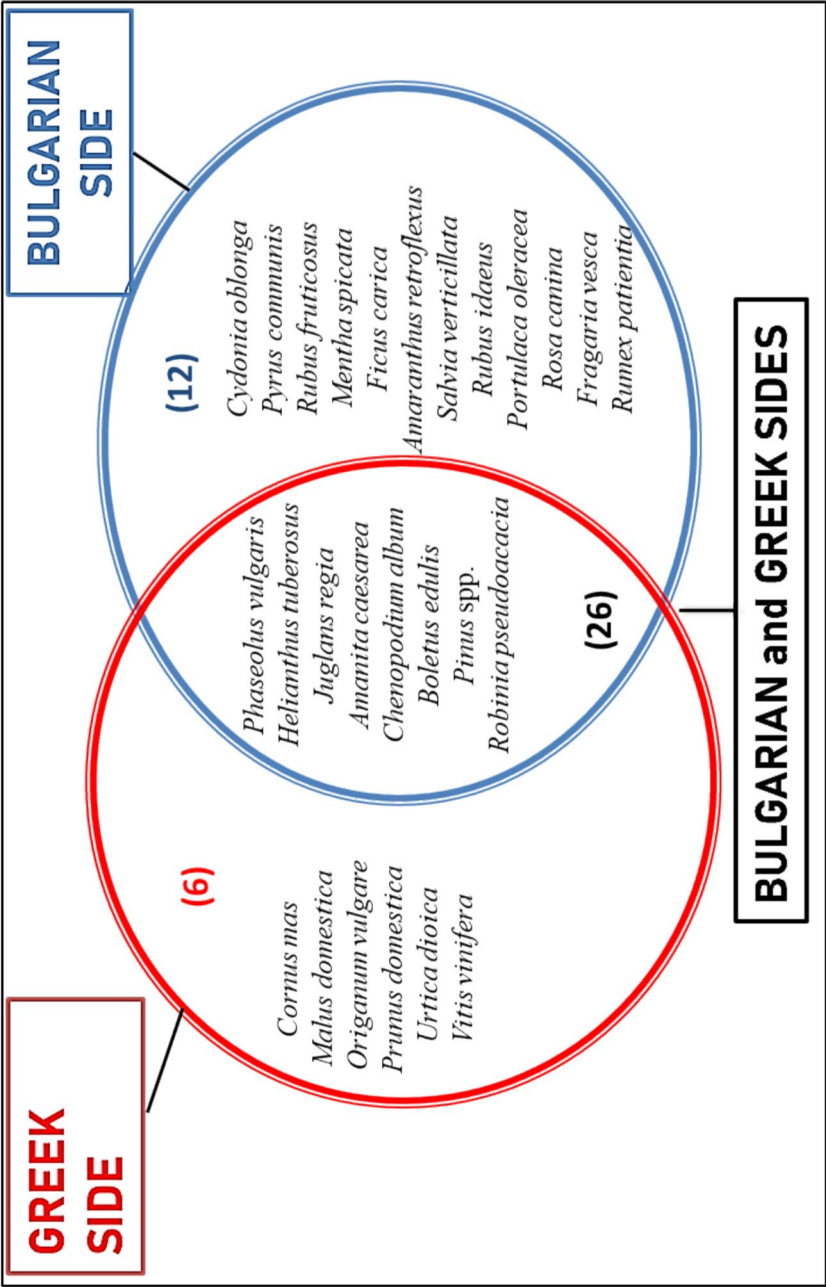 GREEK
SIDE
BULGARIAN
SIDE
(6)
Cornus mas
Malus domestica
Origanum vulgare
Prunus domestica
Urtica dioica
Vitis vinifera
Phaseolus vulgaris
Helianthus tuberosus
Juglans regia
Amanita caesarea
Chenopodium album
Boletus edulis
Pinus spp.
Robinia pseudoacacia
(26)
(12)
Cydonia oblonga
Pyrus communis
Rubus fruticosus
Mentha spicata
Ficus carica
Amaranthus retroflexus
Salvia verticillata
Rubus idaeus
Portulaca oleracea
Rosa canina
Fragaria vesca
Rumex patientia
BULGARIAN and GREEK SIDES